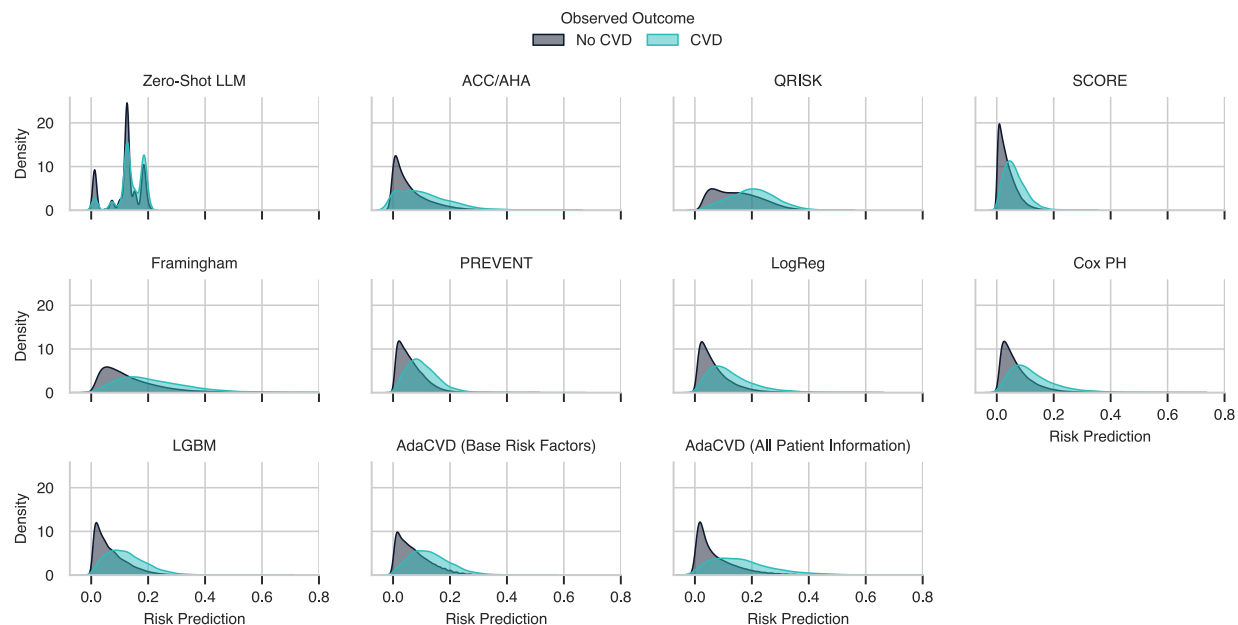 Observed Outcome
No CVD CVD
Zero-Shot LLM ACC/AHA QRISK SCORE
Density
20
10
0
Framingham PREVENT LogReg Cox PH
Density
20
10
0
0.0 0.2 0.4 0.6 0.8
Risk Prediction
LGBM AdaCVD (Base Risk Factors) AdaCVD (All Patient Information)
Density
20
10
0
0.0 0.2 0.4 0.6 0.8 0.0 0.2 0.4 0.6 0.8 0.0 0.2 0.4 0.6 0.8
Risk Prediction Risk Prediction Risk Prediction